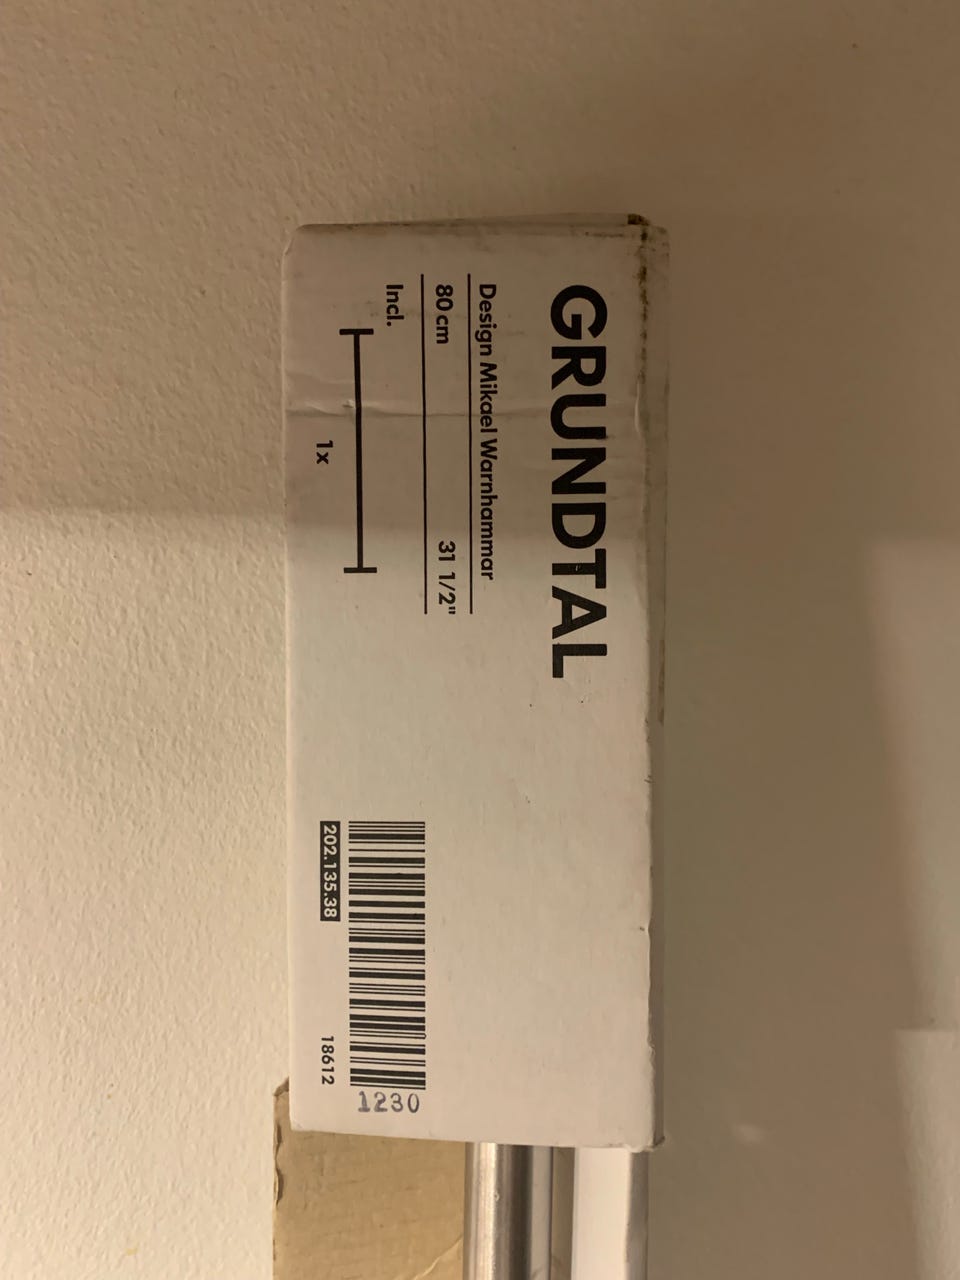 GRUNDTAL
Design Mikael Warnhammar
80 cm 31 1/2"
Incl.
1x
202.135.38
18612
1230